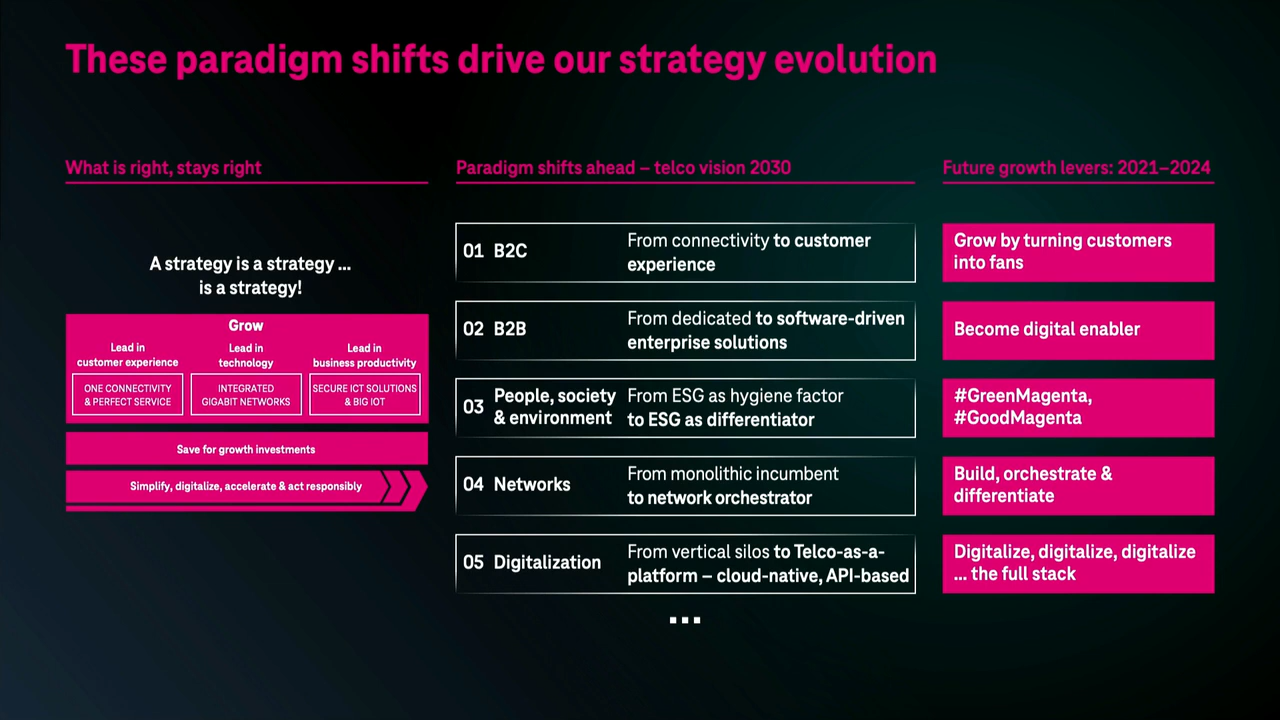 These paradigm shifts drive our strategy evolution
What is right, stays right
A strategy is a strategy ...
is a strategy!
Grow
Lead in
customer experience
ONE CONNECTIVITY
& PERFECT SERVICE
Lead in
technology
INTEGRATED
GIGABIT NETWORKS
Lead in
business productivity
SECURE ICT SOLUTIONS
& BIG IOT
Save for growth investments
Simplify, digitalize, accelerate & act responsibly
Paradigm shifts ahead – telco vision 2030
Future growth levers: 2021–2024
01 B2C
From connectivity to customer
experience
Grow by turning customers
into fans
02 B2B
From dedicated to software-driven
enterprise solutions
Become digital enabler
03 People, society
& environment
From ESG as hygiene factor
to ESG as differentiator
#GreenMagenta,
#GoodMagenta
04 Networks
From monolithic incumbent
to network orchestrator
Build, orchestrate &
differentiate
05 Digitalization
From vertical silos to Telco-as-a-
platform – cloud-native, API-based
Digitalize, digitalize, digitalize
... the full stack
...